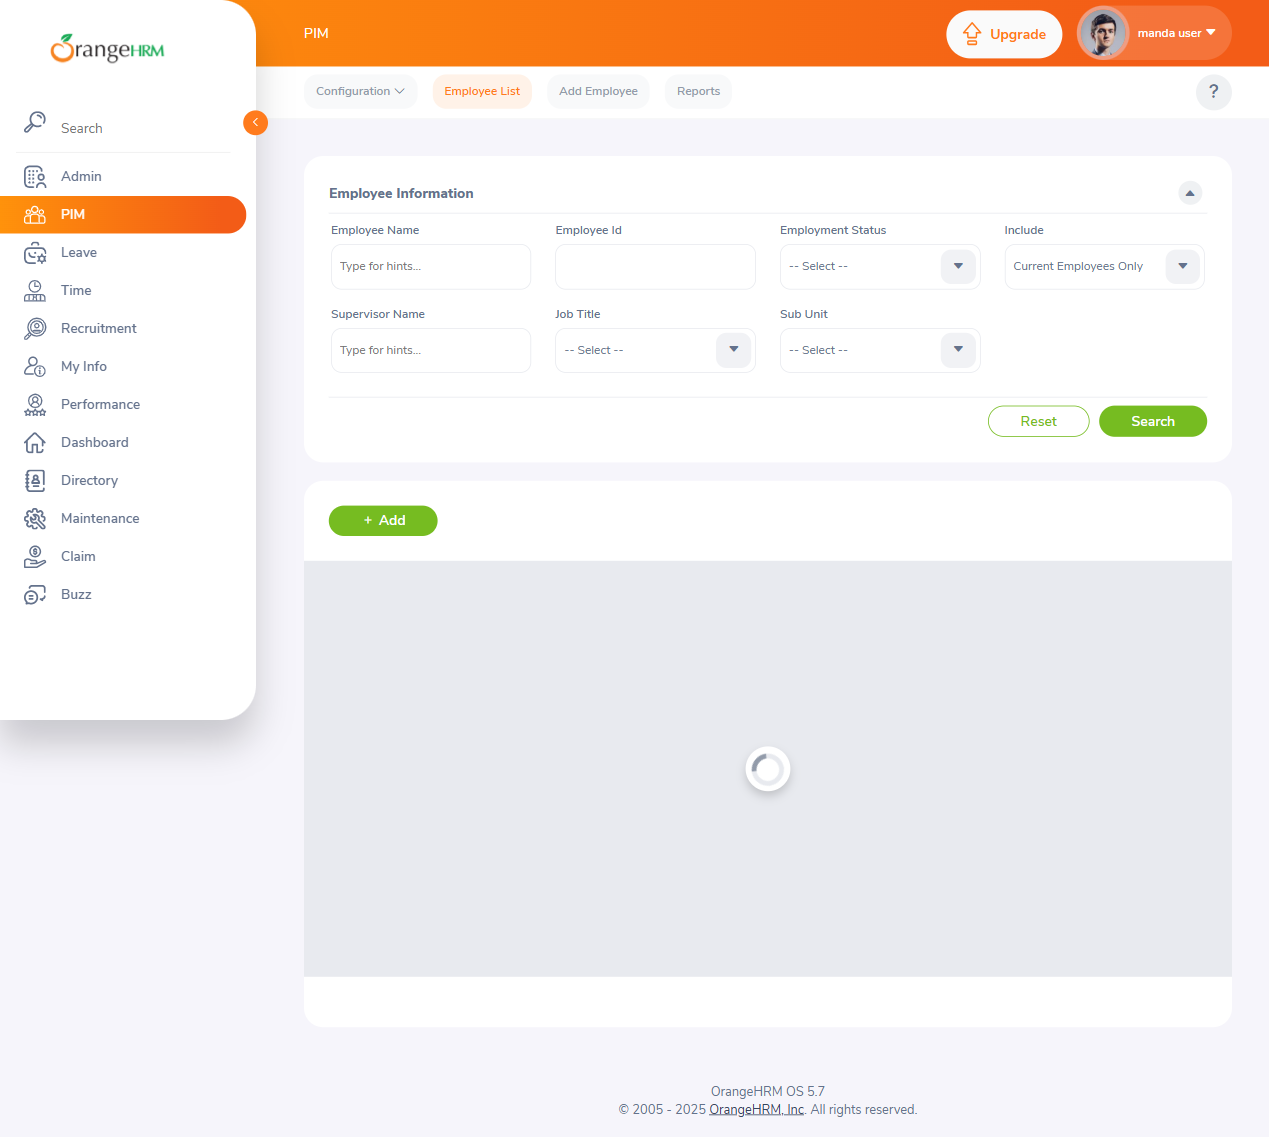 OrangeHRM
PIM
Upgrade
manda user
Configuration
Employee List
Add Employee
Reports
?
Search
Admin
PIM
Leave
Time
Recruitment
My Info
Performance
Dashboard
Directory
Maintenance
Claim
Buzz
Employee Information
Employee Name
Employee Id
Employment Status
Include
Type for hints...
-- Select --
Current Employees Only
Supervisor Name
Job Title
Sub Unit
Type for hints...
-- Select --
-- Select --
Reset
Search
+ Add
OrangeHRM OS 5.7
© 2005 - 2025 OrangeHRM, Inc. All rights reserved.